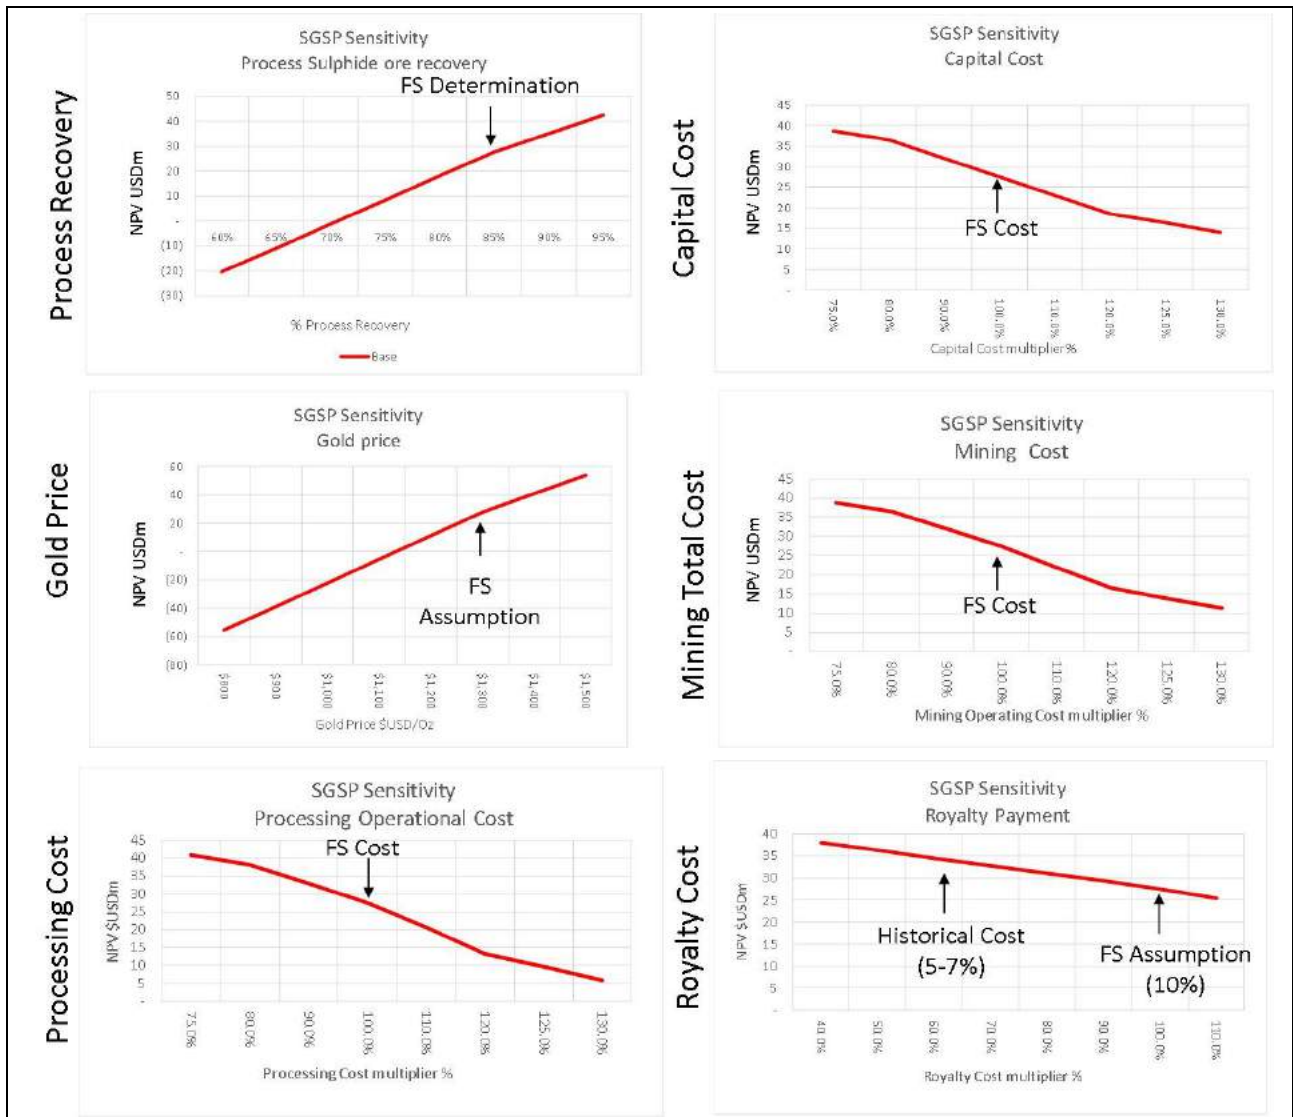 Process Recovery
SGSP Sensitivity
Process Sulphide ore recovery
FS Determination
NPV USDm
50
40
30
20
10
-
(10)
(20)
(30)
60% 65% 70% 75% 80% 85% 90% 95%
% Process Recovery
Base
Capital Cost
SGSP Sensitivity
Capital Cost
NPV USDm
45
40
35
30
25
20
15
10
5
-
FS Cost
75.0% 80.0% 90.0% 100.0% 110.0% 120.0% 125.0% 130.0%
Capital Cost multiplier%
Gold Price
SGSP Sensitivity
Gold price
NPV USDm
60
40
20
-
(20)
(40)
(60)
(80)
FS
Assumption
$800 $900 $1,000 $1,100 $1,200 $1,300 $1,400 $1,500
Gold Price $USD/Oz
Mining Total Cost
SGSP Sensitivity
Mining Cost
NPV USDm
45
40
35
30
25
20
15
10
5
-
FS Cost
75.0% 80.0% 90.0% 100.0% 110.0% 120.0% 125.0% 130.0%
Mining Operating Cost multiplier %
Processing Cost
SGSP Sensitivity
Processing Operational Cost
FS Cost
NPV $USDm
45
40
35
30
25
20
15
10
5
-
75.0% 80.0% 90.0% 100.0% 110.0% 120.0% 125.0% 130.0%
Processing Cost multiplier %
Royalty Cost
SGSP Sensitivity
Royalty Payment
NPV $USDm
40
35
30
25
20
15
10
5
-
Historical Cost
(5-7%)
FS Assumption
(10%)
40.0% 50.0% 60.0% 70.0% 80.0% 90.0% 100.0% 110.0%
Royalty Cost multiplier %